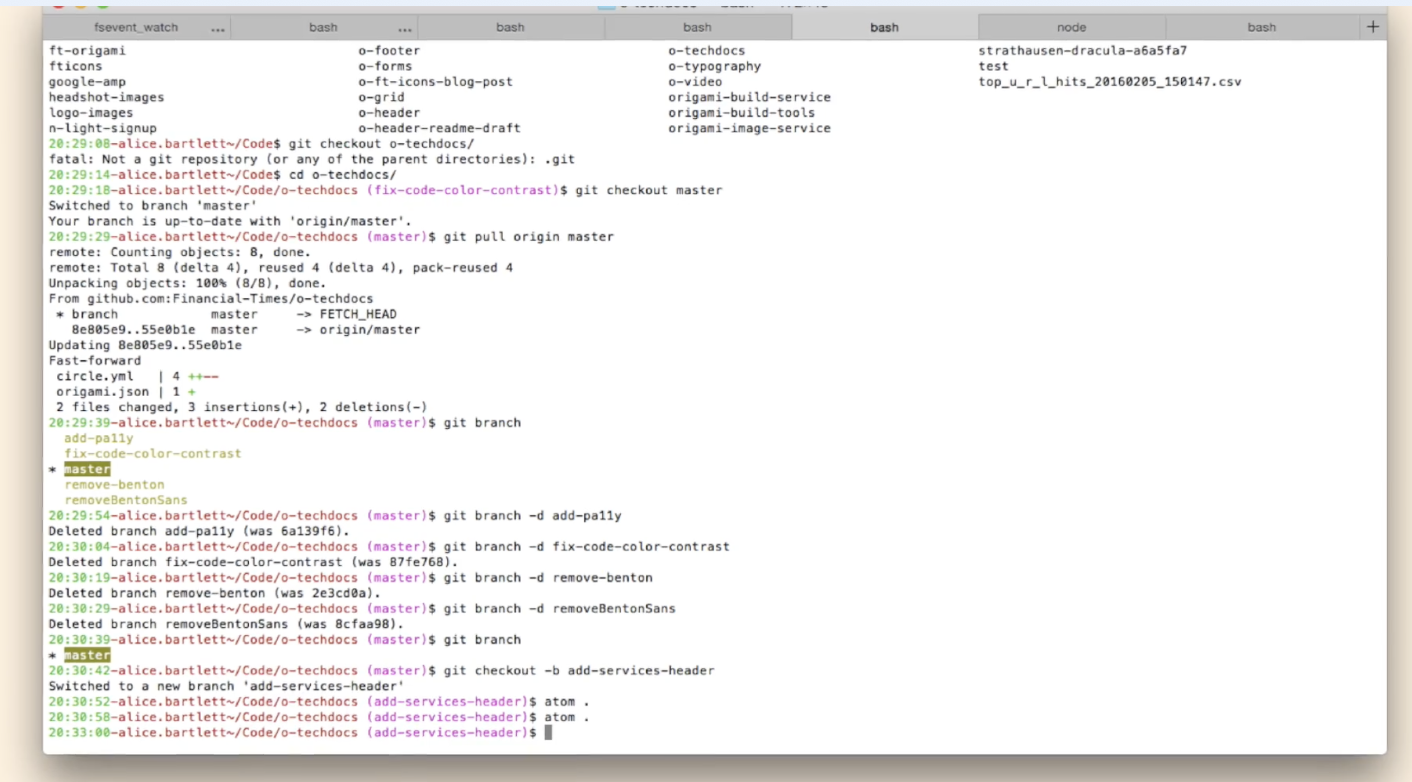 fsevent_watch ... bash ... bash bash bash node bash +
ft-origami o-footer o-techdocs strathausen-dracula-a6a5fa7
fticons o-forms o-typography test
google-amp o-ft-icons-blog-post o-video top_u_r_l_hits_20160205_150147.csv
headshot-images o-grid origami-build-service
logo-images o-header origami-build-tools
n-light-signup o-header-readme-draft origami-image-service
20:29:08-alice.bartlett~/Code$ git checkout o-techdocs/
fatal: Not a git repository (or any of the parent directories): .git
20:29:14-alice.bartlett~/Code$ cd o-techdocs/
20:29:18-alice.bartlett~/Code/o-techdocs (fix-code-color-contrast)$ git checkout master
Switched to branch 'master'
Your branch is up-to-date with 'origin/master'.
20:29:29-alice.bartlett~/Code/o-techdocs (master)$ git pull origin master
remote: Counting objects: 8, done.
remote: Total 8 (delta 4), reused 4 (delta 4), pack-reused 4
Unpacking objects: 100% (8/8), done.
From github.com:Financial-Times/o-techdocs
 * branch            master     -> FETCH_HEAD
   8e805e9..55e0b1e  master     -> origin/master
Updating 8e805e9..55e0b1e
Fast-forward
 circle.yml   | 4 ++--
 origami.json | 1 +
 2 files changed, 3 insertions(+), 2 deletions(-)
20:29:39-alice.bartlett~/Code/o-techdocs (master)$ git branch
  add-pa11y
  fix-code-color-contrast
* master
  remove-benton
  removeBentonSans
20:29:54-alice.bartlett~/Code/o-techdocs (master)$ git branch -d add-pa11y
Deleted branch add-pa11y (was 6a139f6).
20:30:04-alice.bartlett~/Code/o-techdocs (master)$ git branch -d fix-code-color-contrast
Deleted branch fix-code-color-contrast (was 87fe768).
20:30:19-alice.bartlett~/Code/o-techdocs (master)$ git branch -d remove-benton
Deleted branch remove-benton (was 2e3cd0a).
20:30:29-alice.bartlett~/Code/o-techdocs (master)$ git branch -d removeBentonSans
Deleted branch removeBentonSans (was 8cfaa98).
20:30:39-alice.bartlett~/Code/o-techdocs (master)$ git branch
* master
20:30:42-alice.bartlett~/Code/o-techdocs (master)$ git checkout -b add-services-header
Switched to a new branch 'add-services-header'
20:30:52-alice.bartlett~/Code/o-techdocs (add-services-header)$ atom .
20:30:58-alice.bartlett~/Code/o-techdocs (add-services-header)$ atom .
20:33:00-alice.bartlett~/Code/o-techdocs (add-services-header)$